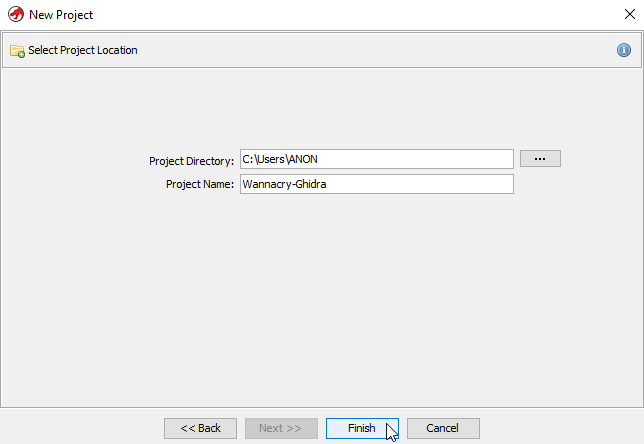 New Project
Select Project Location
Project Directory: C:\Users\ANON ...
Project Name: Wannacry-Ghidra
<< Back Next >> Finish Cancel